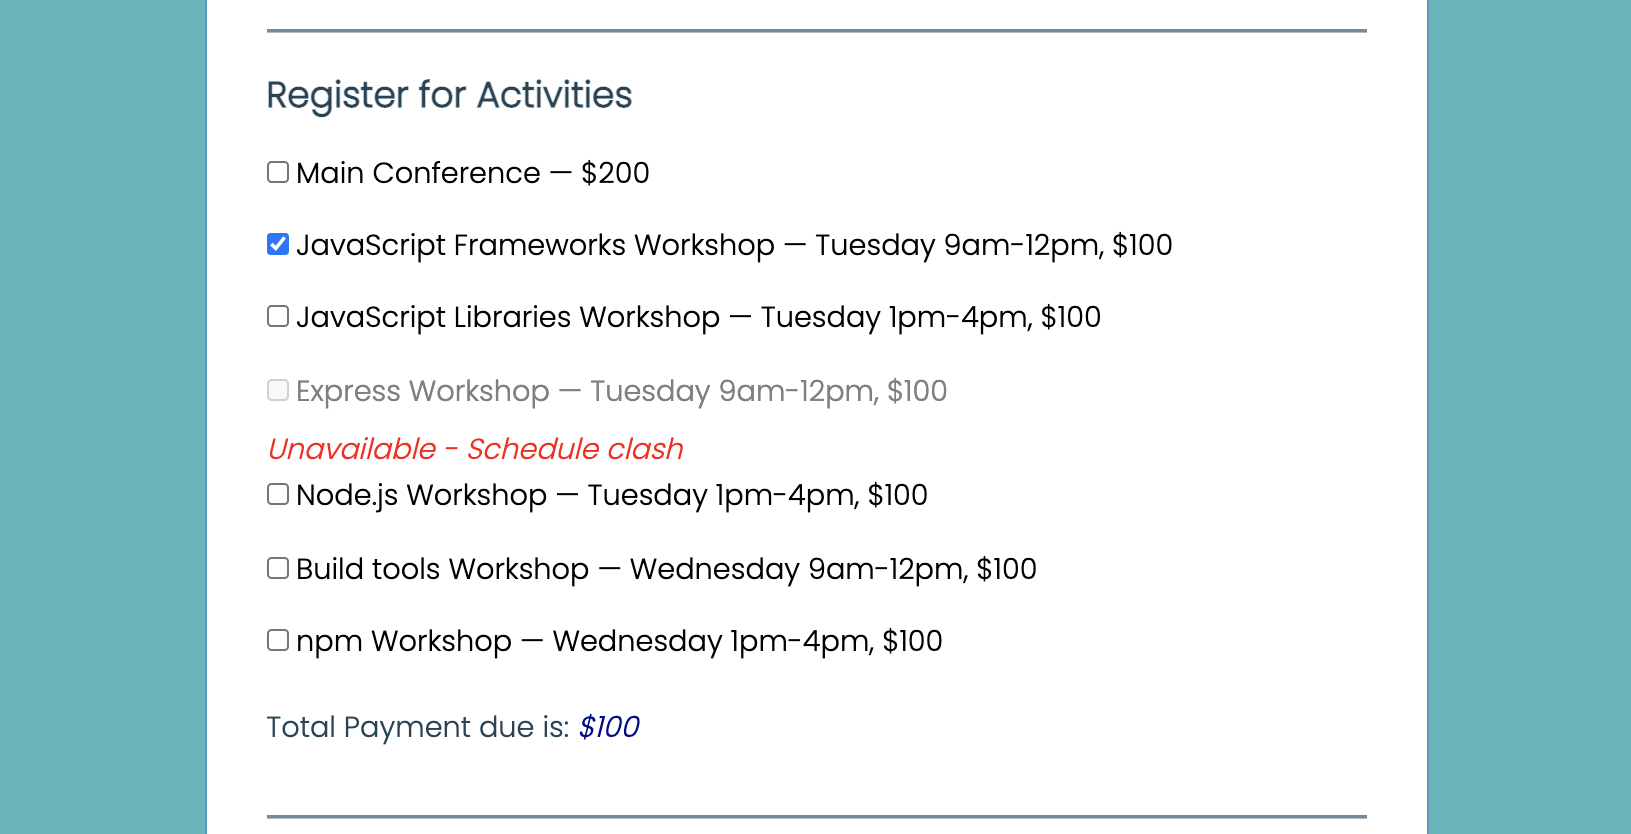 Register for Activities
Main Conference — $200
JavaScript Frameworks Workshop — Tuesday 9am-12pm, $100
JavaScript Libraries Workshop — Tuesday 1pm-4pm, $100
Express Workshop — Tuesday 9am-12pm, $100
Unavailable - Schedule clash
Node.js Workshop — Tuesday 1pm-4pm, $100
Build tools Workshop — Wednesday 9am-12pm, $100
npm Workshop — Wednesday 1pm-4pm, $100
Total Payment due is: $100